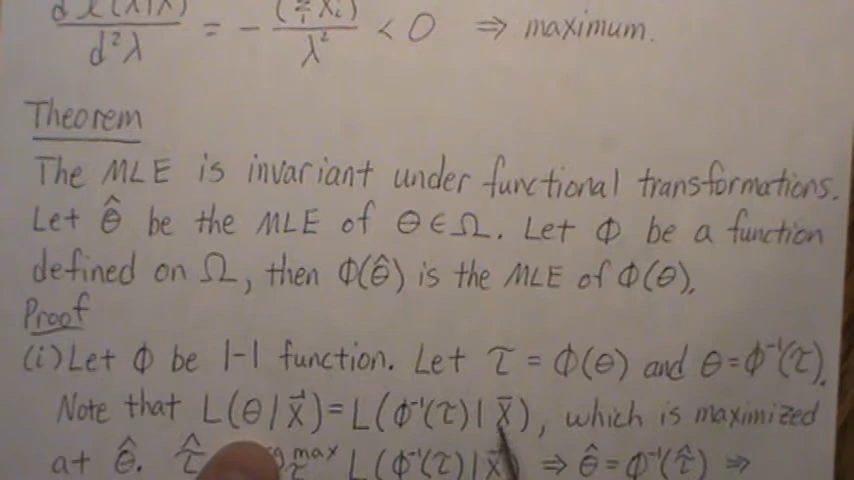 d²λ = - (Σ Xᵢ) / λ² < 0 ⇒ maximum.
Theorem
The MLE is invariant under functional transformations.
Let θ̂ be the MLE of θ∈Ω. Let Φ be a function
defined on Ω, then Φ(θ̂) is the MLE of Φ(θ).
Proof
(i) Let Φ be 1-1 function. Let τ = Φ(θ) and θ=Φ⁻¹(τ).
Note that L(θ|x⃗)=L(Φ⁻¹(τ)|x⃗), which is maximized
at θ̂. τ̂ max τ L(Φ⁻¹(τ)|x⃗) ⇒ θ̂=Φ⁻¹(τ̂) ⇒